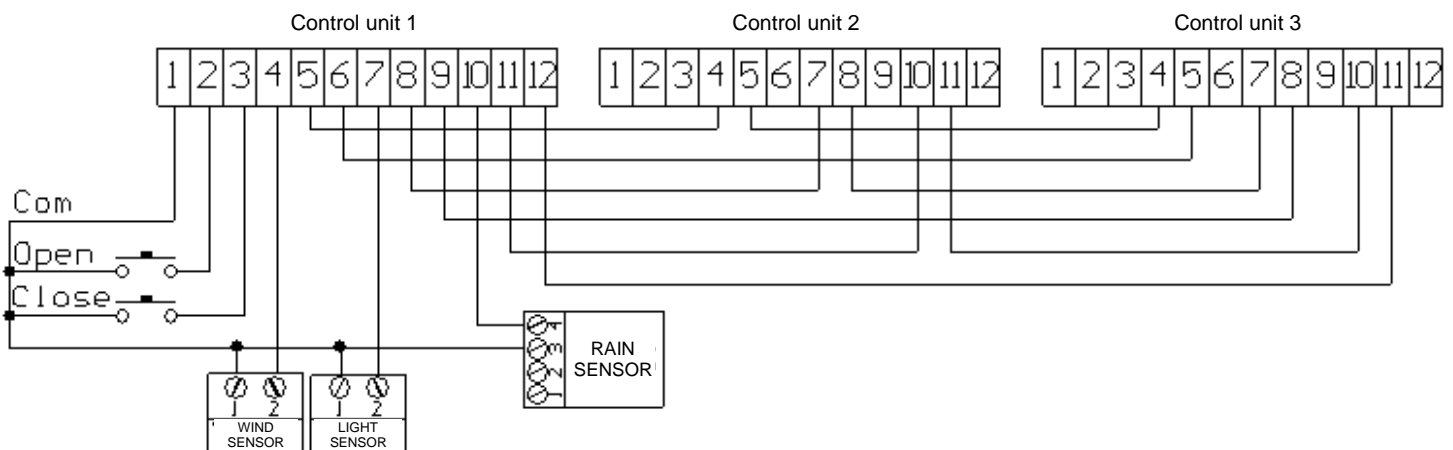 Control unit 1
Control unit 2
Control unit 3
1 2 3 4 5 6 7 8 9 10 11 12
1 2 3 4 5 6 7 8 9 10 11 12
1 2 3 4 5 6 7 8 9 10 11 12
Com
Open
Close
4
3
2
1
RAIN
SENSOR
1 2
WIND
SENSOR
1 2
LIGHT
SENSOR